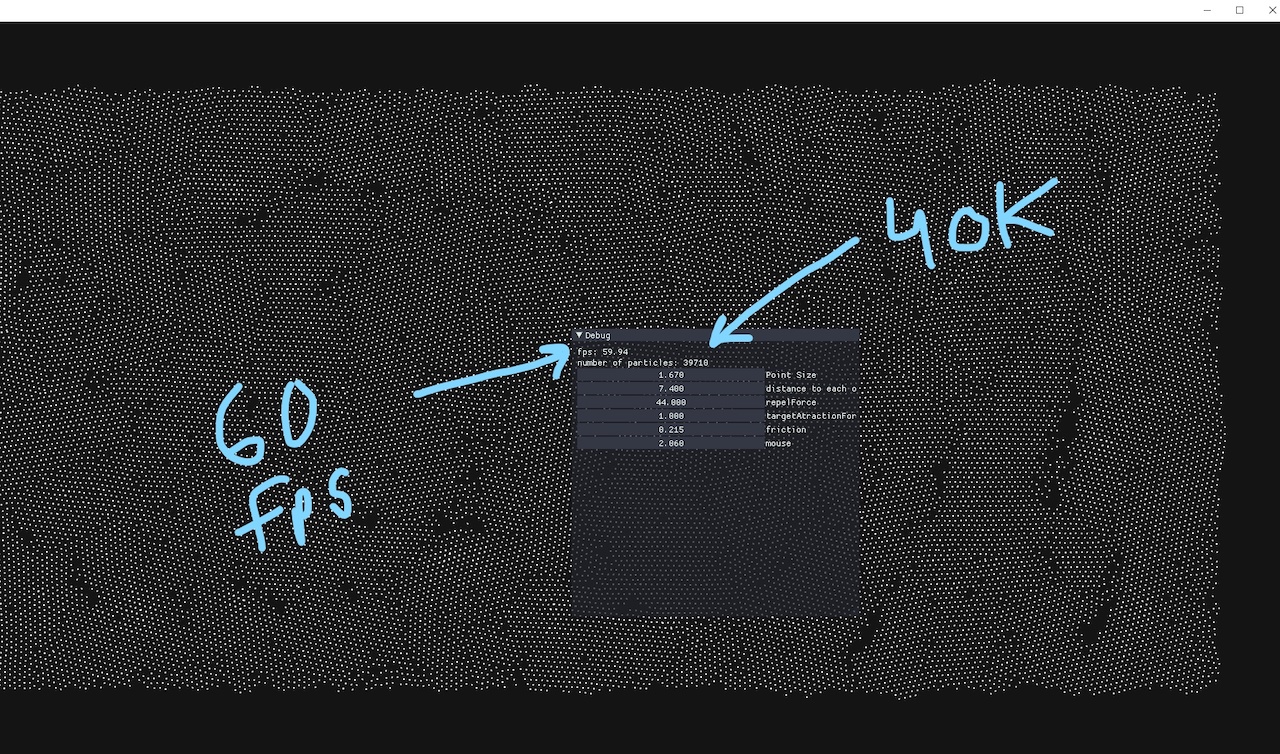 40K
▼ Debug
fps: 59.94
number of particles: 39710
1.670 Point Size
7.400 distance to each o
44.000 repelForce
1.000 targetAtractionFor
0.215 friction
2.060 mouse
60
fps